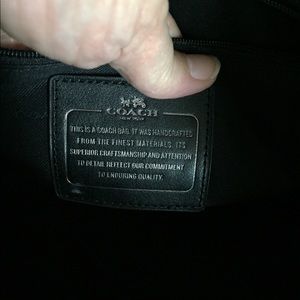 COACH
NEW YORK
THIS IS A COACH BAG. IT WAS HANDCRAFTED
FROM THE FINEST MATERIALS. ITS
SUPERIOR CRAFTSMANSHIP AND ATTENTION
TO DETAIL REFLECT OUR COMMITMENT
TO ENDURING QUALITY.